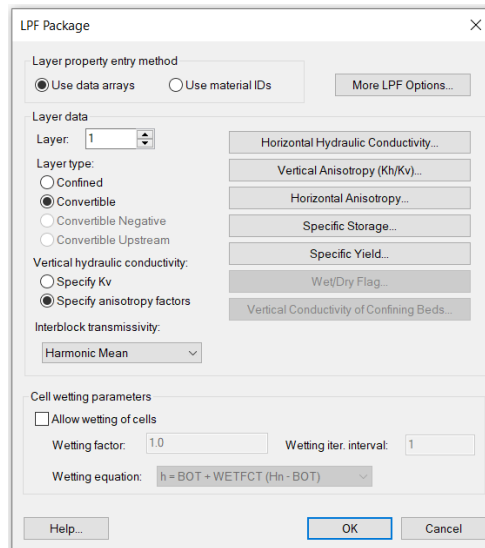 LPF Package
Layer property entry method
Use data arrays
Use material IDs
More LPF Options...
Layer data
Layer:
1
Horizontal Hydraulic Conductivity...
Layer type:
Vertical Anisotropy (Kh/Kv)...
Confined
Convertible
Horizontal Anisotropy...
Convertible Negative
Specific Storage...
Convertible Upstream
Specific Yield...
Vertical hydraulic conductivity:
Specify Kv
Wet/Dry Flag...
Specify anisotropy factors
Vertical Conductivity of Confining Beds...
Interblock transmissivity:
Harmonic Mean
Cell wetting parameters
Allow wetting of cells
Wetting factor:
1.0
Wetting iter. interval:
1
Wetting equation:
h = BOT + WETFCT (Hn - BOT)
Help...
OK
Cancel